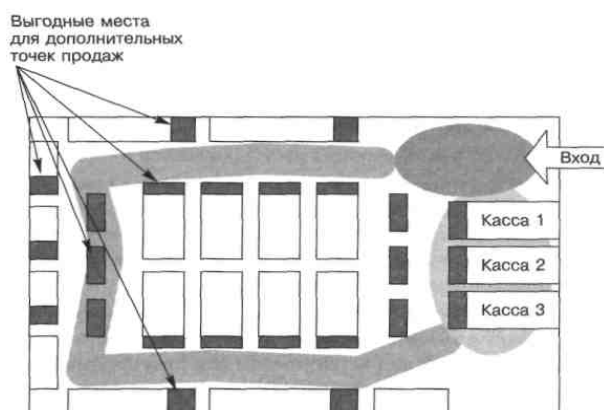 Выгодные места
для дополнительных
точек продаж
Вход
Касса 1
Касса 2
Касса 3